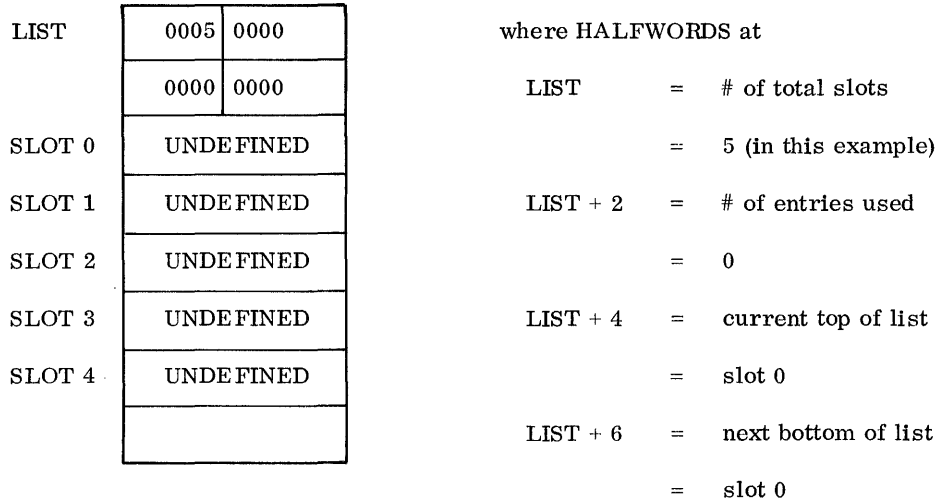 LIST 0005 0000 where HALFWORDS at
0000 0000 LIST = # of total slots
SLOT 0 UNDEFINED = 5 (in this example)
SLOT 1 UNDEFINED LIST + 2 = # of entries used
SLOT 2 UNDEFINED = 0
SLOT 3 UNDEFINED LIST + 4 = current top of list
SLOT 4 UNDEFINED = slot 0
LIST + 6 = next bottom of list
= slot 0